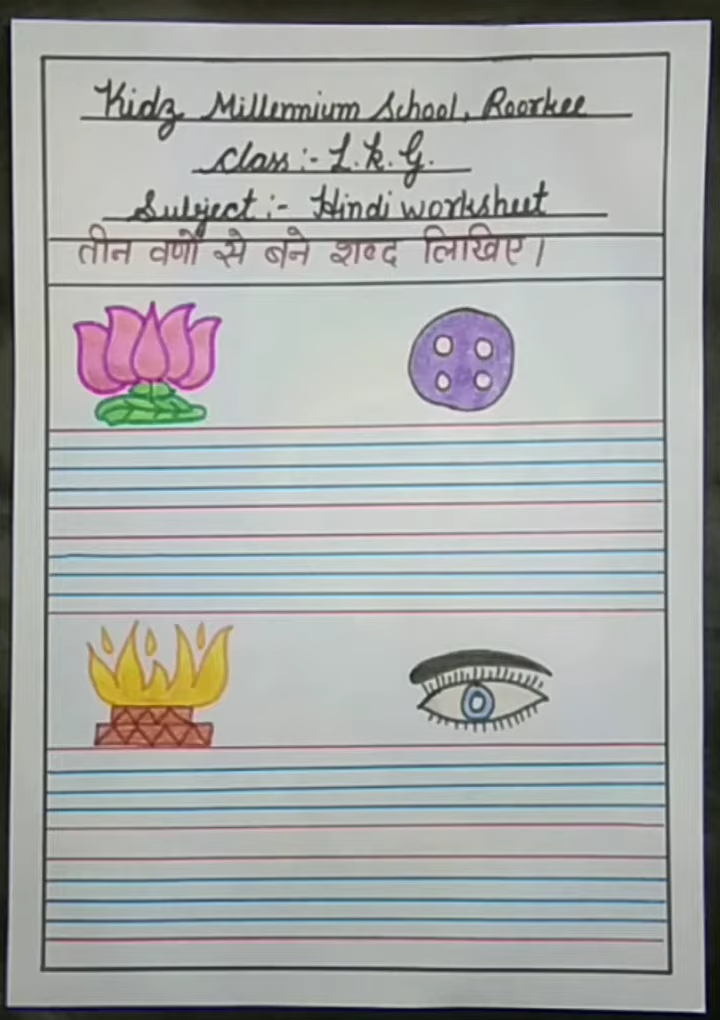 Kidz Millennium School, Roorkee
Class:- L.K.G.
Subject:- Hindi worksheet
तीन वर्णों से बने शब्द लिखिए।